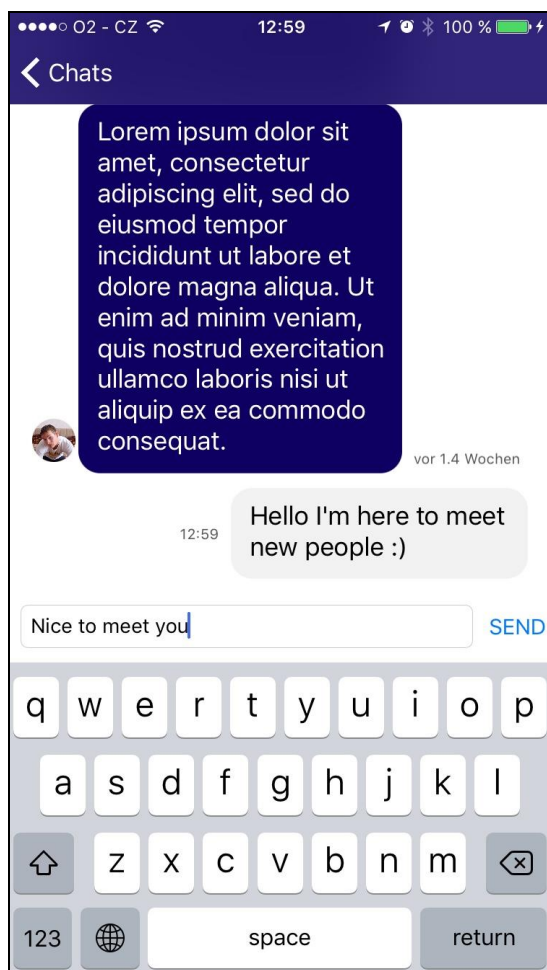 O2 - CZ 12:59 100 %
Chats
Lorem ipsum dolor sit
amet, consectetur
adipiscing elit, sed do
eiusmod tempor
incididunt ut labore et
dolore magna aliqua. Ut
enim ad minim veniam,
quis nostrud exercitation
ullamco laboris nisi ut
aliquip ex ea commodo
consequat.
vor 1.4 Wochen
Hello I'm here to meet
new people :)
12:59
Nice to meet you SEND
q w e r t y u i o p
a s d f g h j k l
z x c v b n m
123 space return